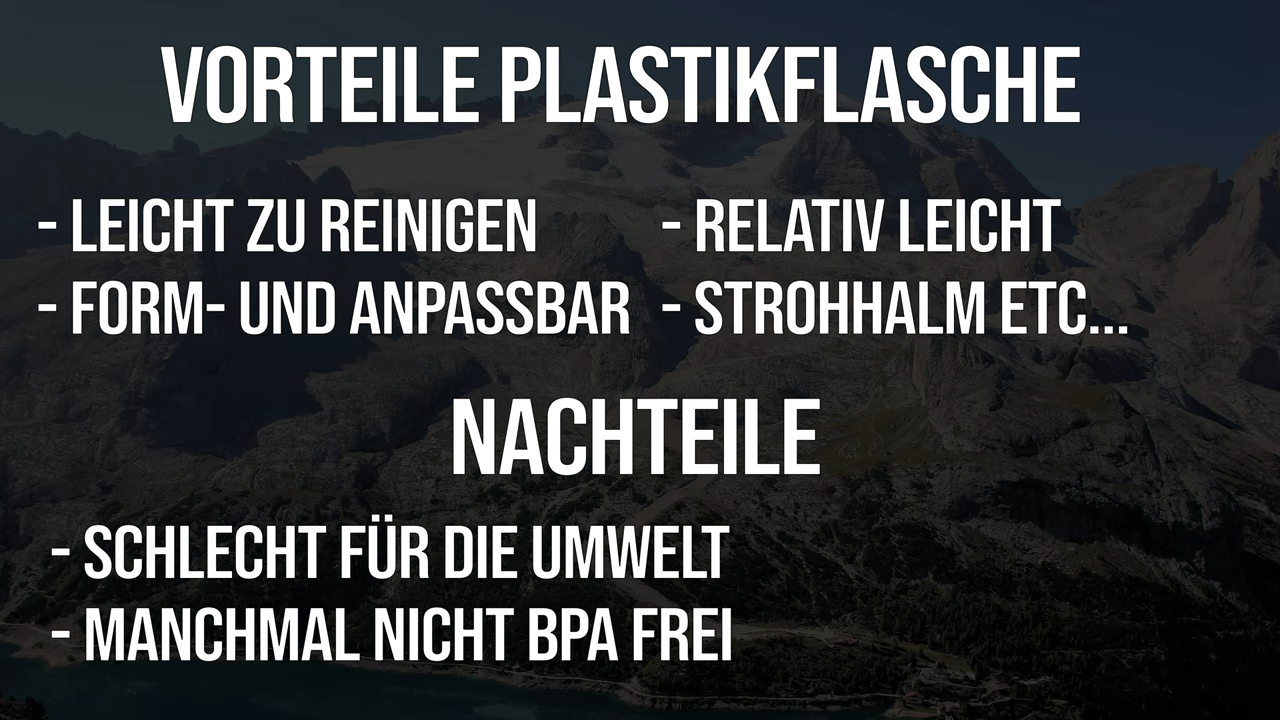 VORTEILE PLASTIKFLASCHE
- LEICHT ZU REINIGEN
- FORM- UND ANPASSBAR
- RELATIV LEICHT
- STROHHALM ETC...
NACHTEILE
- SCHLECHT FÜR DIE UMWELT
- MANCHMAL NICHT BPA FREI